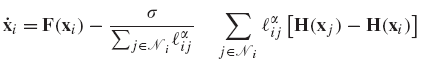 ẋᵢ = F(xᵢ) − σ / ∑_{j∈𝒩ᵢ} ℓᵢⱼ^α ∑_{j∈𝒩ᵢ} ℓᵢⱼ^α [H(xⱼ) − H(xᵢ)]